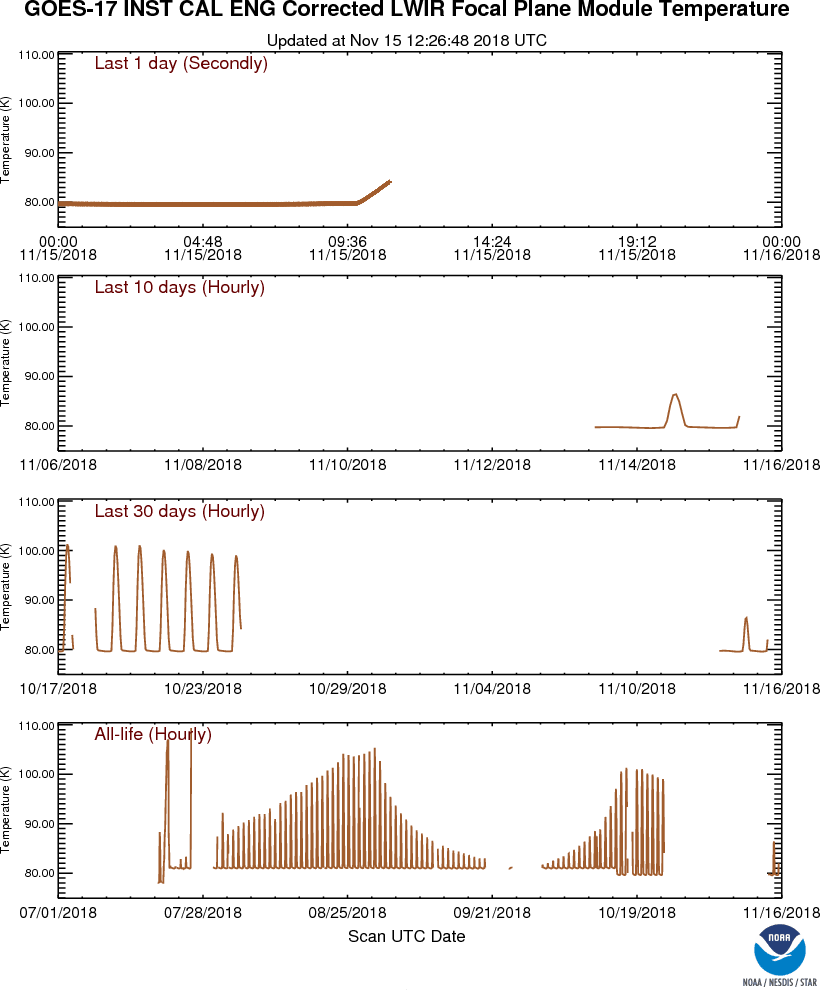 GOES-17 INST CAL ENG Corrected LWIR Focal Plane Module Temperature
Updated at Nov 15 12:26:48 2018 UTC
Last 1 day (Secondly)
Temperature (K)
110.00
100.00
90.00
80.00
00:00 04:48 09:36 14:24 19:12 00:00
11/15/2018 11/15/2018 11/15/2018 11/15/2018 11/15/2018 11/16/2018
Last 10 days (Hourly)
Temperature (K)
110.00
100.00
90.00
80.00
11/06/2018 11/08/2018 11/10/2018 11/12/2018 11/14/2018 11/16/2018
Last 30 days (Hourly)
Temperature (K)
110.00
100.00
90.00
80.00
10/17/2018 10/23/2018 10/29/2018 11/04/2018 11/10/2018 11/16/2018
All-life (Hourly)
Temperature (K)
110.00
100.00
90.00
80.00
07/01/2018 07/28/2018 08/25/2018 09/21/2018 10/19/2018 11/16/2018
Scan UTC Date
NOAA
NOAA / NESDIS / STAR